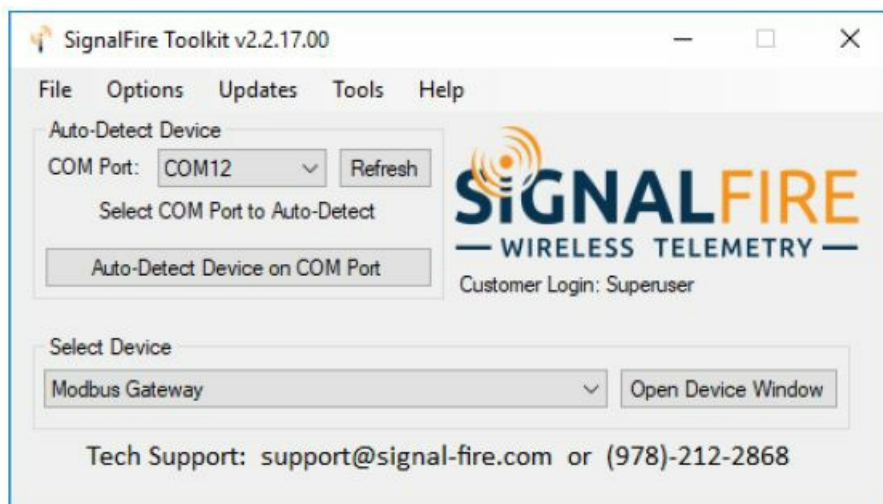 SignalFire Toolkit v2.2.17.00
File Options Updates Tools Help
Auto-Detect Device
COM Port: COM12 Refresh
Select COM Port to Auto-Detect
Auto-Detect Device on COM Port
SIGNALFIRE
WIRELESS TELEMETRY
Customer Login: Superuser
Select Device
Modbus Gateway Open Device Window
Tech Support: support@signal-fire.com or (978)-212-2868